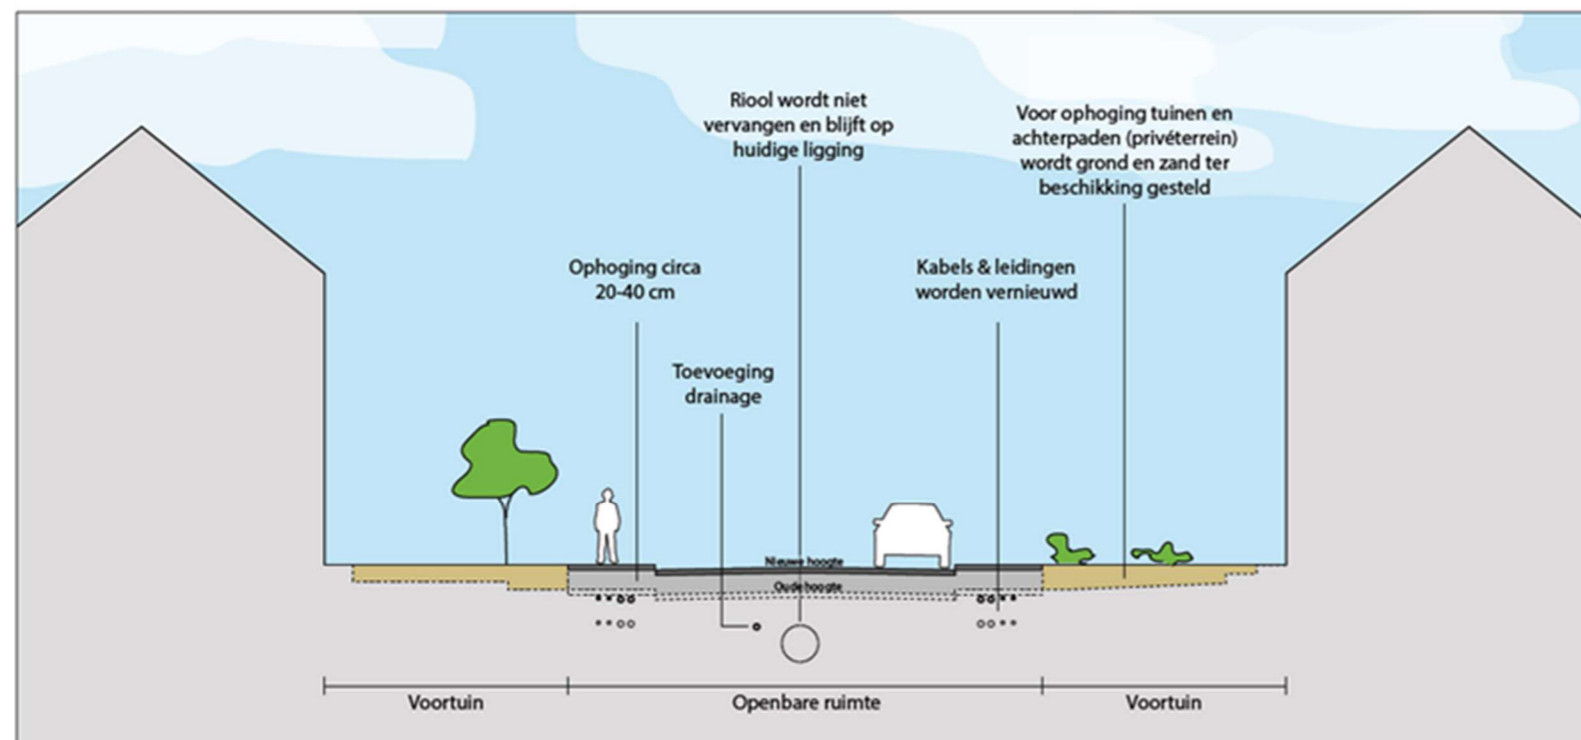 Riool wordt niet
vervangen en blijft op
huidige ligging
Voor ophoging tuinen en
achterpaden (privéterrein)
wordt grond en zand ter
beschikking gesteld
Ophoging circa
20-40 cm
Kabels & leidingen
worden vernieuwd
Toevoeging
drainage
Nieuwe hoogte
Oude hoogte
Voortuin
Openbare ruimte
Voortuin